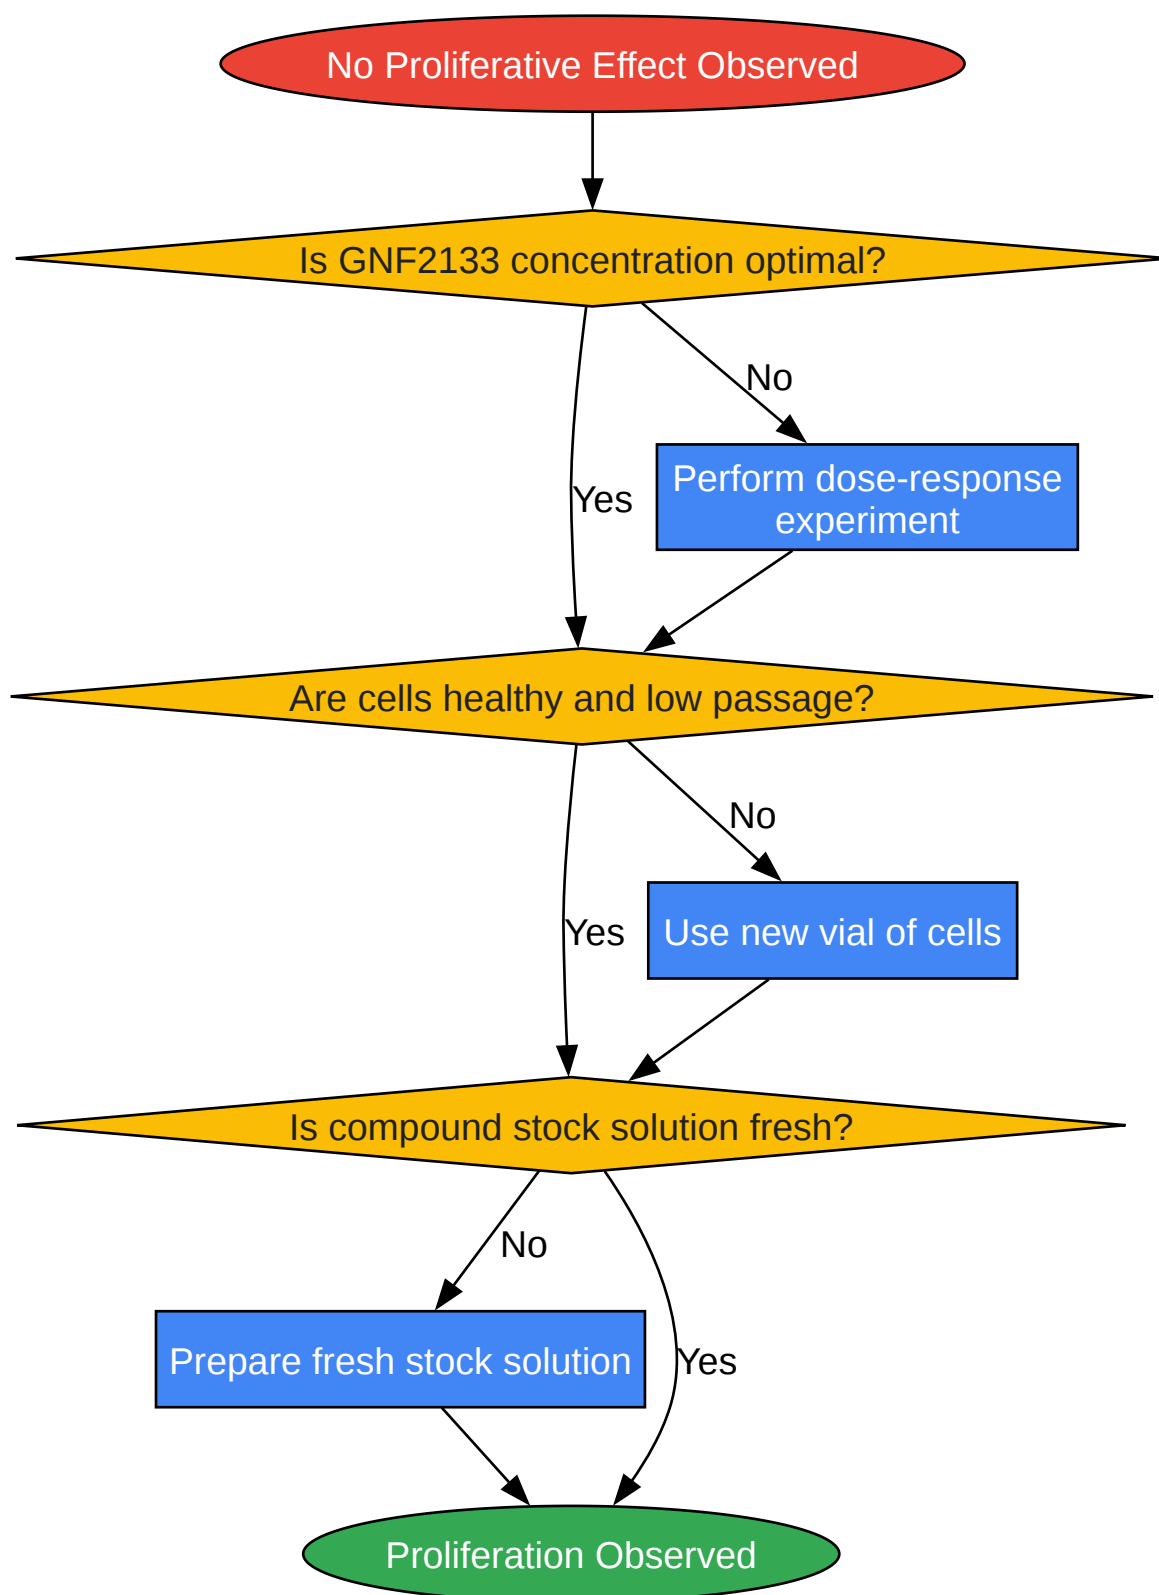 No Proliferative Effect Observed
Is GNF2133 concentration optimal?
No
Perform dose-response
experiment
Yes
Are cells healthy and low passage?
No
Yes
Use new vial of cells
Is compound stock solution fresh?
No
Prepare fresh stock solution
Yes
Proliferation Observed